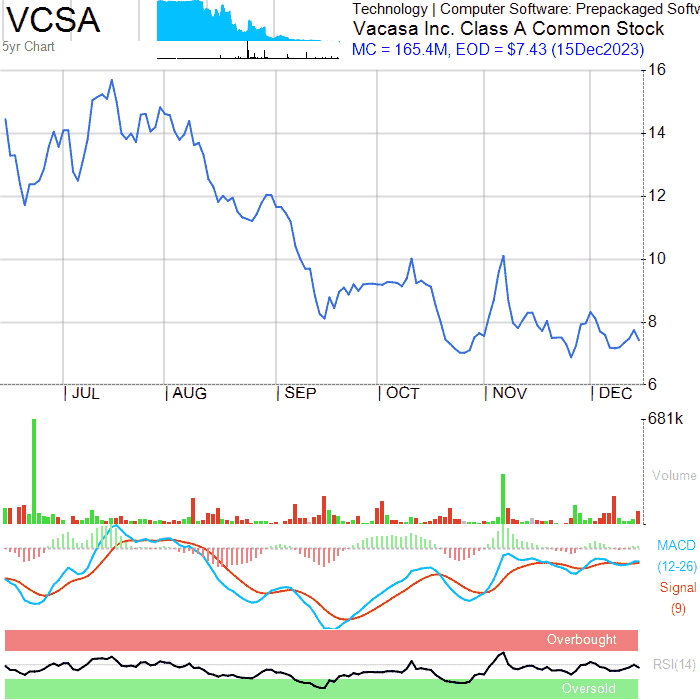 VCSA
5yr Chart
Technology | Computer Software: Prepackaged Softw
Vacasa Inc. Class A Common Stock
MC = 165.4M, EOD = $7.43 (15Dec2023)
16
14
12
10
8
6
JUL AUG SEP OCT NOV DEC
681k
Volume
MACD
(12-26)
Signal
(9)
Overbought
RSI(14)
Oversold